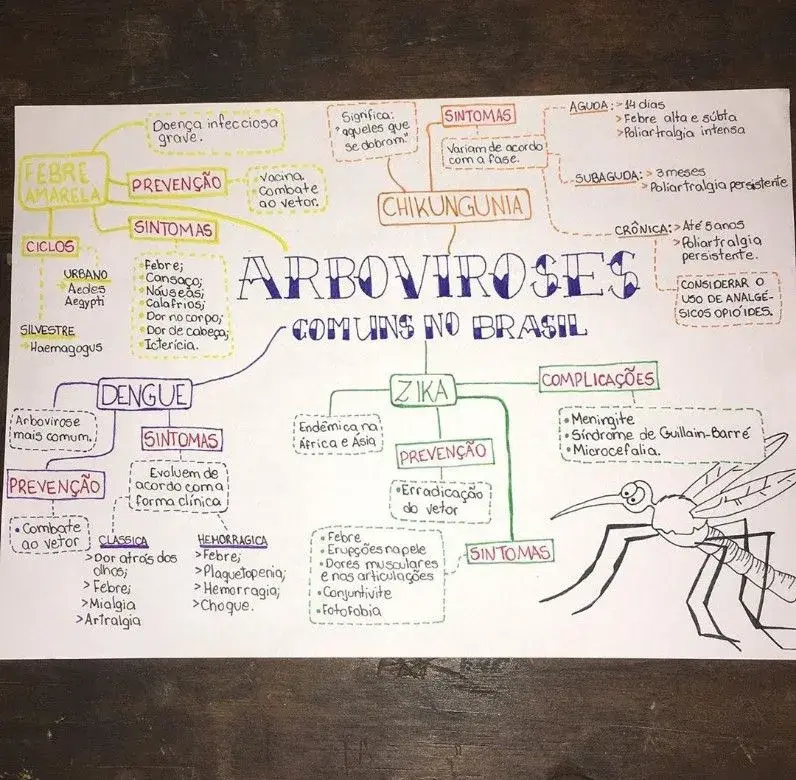 ARBOVIROSES
COMUNS NO BRASIL
FEBRE
AMARELA
Doença infecciosa
grave.
PREVENÇÃO
Vacina.
Combate
ao vetor.
SINTOMAS
Febre;
Cansaço;
Náuseas;
Calafrios;
Dor no corpo;
Dor de cabeça;
Icterícia.
CICLOS
URBANO
Aedes
Aegypti
SILVESTRE
Haemagogus
CHIKUNGUNIA
Significa:
"aqueles que
se dobram"
SINTOMAS
Variam de acordo
com a fase.
AGUDA: >14 dias
>Febre alta e súbta
>Poliartralgia intensa
SUBAGUDA: >3 meses
>Poliartralgia persistente
CRÔNICA: >Até 5 anos
>Poliartralgia
persistente.
CONSIDERAR O
USO DE ANALGÉ-
SICOS OPIÓIDES.
DENGUE
Arbovirose
mais comum.
PREVENÇÃO
• Combate
ao vetor
SINTOMAS
Evoluem de
acordo com a
forma clínica
CLÁSSICA
>Dor atrás dos
olhos;
>Febre;
>Mialgia
>Artralgia
HEMORRÁGICA
>Febre;
>Plaquetopenia;
>Hemorragia;
>Choque.
ZIKA
Endêmica na
África e Ásia
PREVENÇÃO
• Erradicação
do vetor
SINTOMAS
• Febre
• Erupções na pele
• Dores musculares
e nas articulações
• Conjuntivite
• Fotofobia
COMPLICAÇÕES
• Meningite
• Síndrome de Guillain-Barré
• Microcefalia.